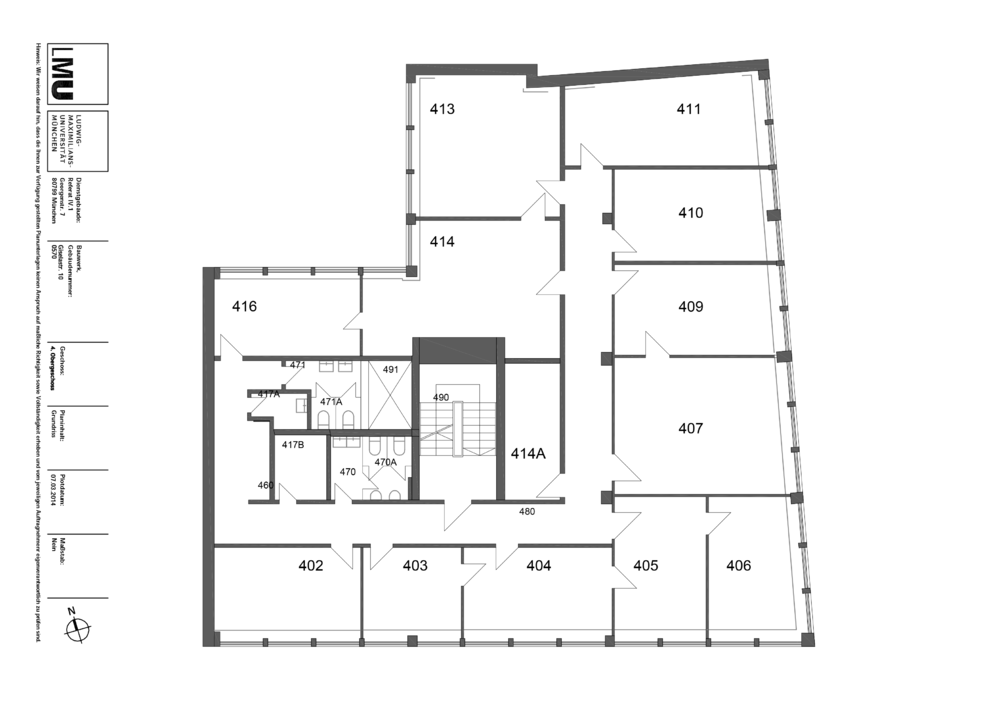 LMU
LUDWIG-
MAXIMILIANS-
UNIVERSITÄT
MÜNCHEN
Dienstgebäude:
Referat IV.1
Georgenstr. 7
80799 München
Bauwerk,
Gebäudenummer:
Giselastr. 10
0570
Geschoss:
4. Obergeschoss
Planinhalt:
Grundriss
Plotdatum:
07.03.2014
Maßstab:
Nein
N
Hinweis: Wir weisen darauf hin, dass die Ihnen zur Verfügung gestellten Planunterlagen keinen Anspruch auf maßliche Richtigkeit sowie Vollständigkeit erheben und vom jeweiligen Auftragnehmer eigenverantwortlich zu prüfen sind.
413
411
410
414
416
409
471
491
417A
471A
490
407
417B
414A
470
470A
460
480
402
403
404
405
406